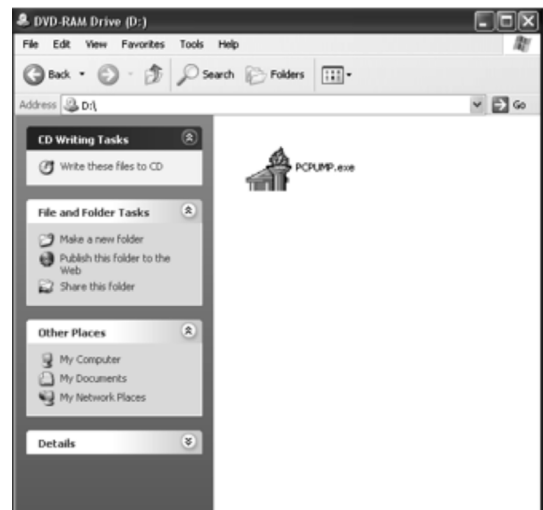 DVD-RAM Drive (D:)
File Edit View Favorites Tools Help
Back Search Folders
Address D:\ Go
CD Writing Tasks
Write these files to CD
PCPUMP.exe
File and Folder Tasks
Make a new folder
Publish this folder to the
Web
Share this folder
Other Places
My Computer
My Documents
My Network Places
Details